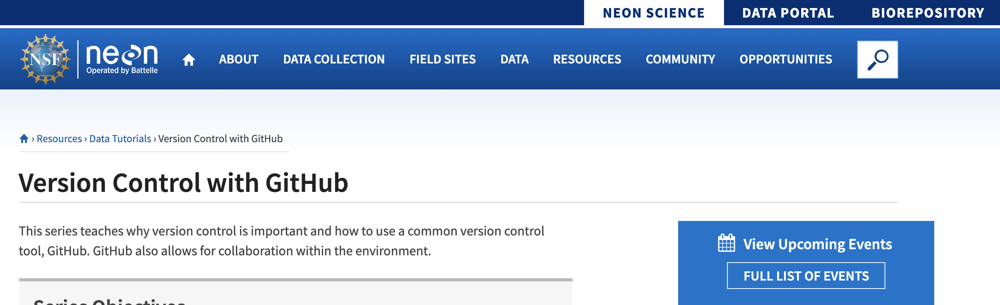 NEON SCIENCE DATA PORTAL BIOREPOSITORY
NSF
neon
Operated by Battelle
ABOUT DATA COLLECTION FIELD SITES DATA RESOURCES COMMUNITY OPPORTUNITIES
› Resources › Data Tutorials › Version Control with GitHub
Version Control with GitHub
This series teaches why version control is important and how to use a common version control
tool, GitHub. GitHub also allows for collaboration within the environment.
View Upcoming Events
FULL LIST OF EVENTS
Series Objectives